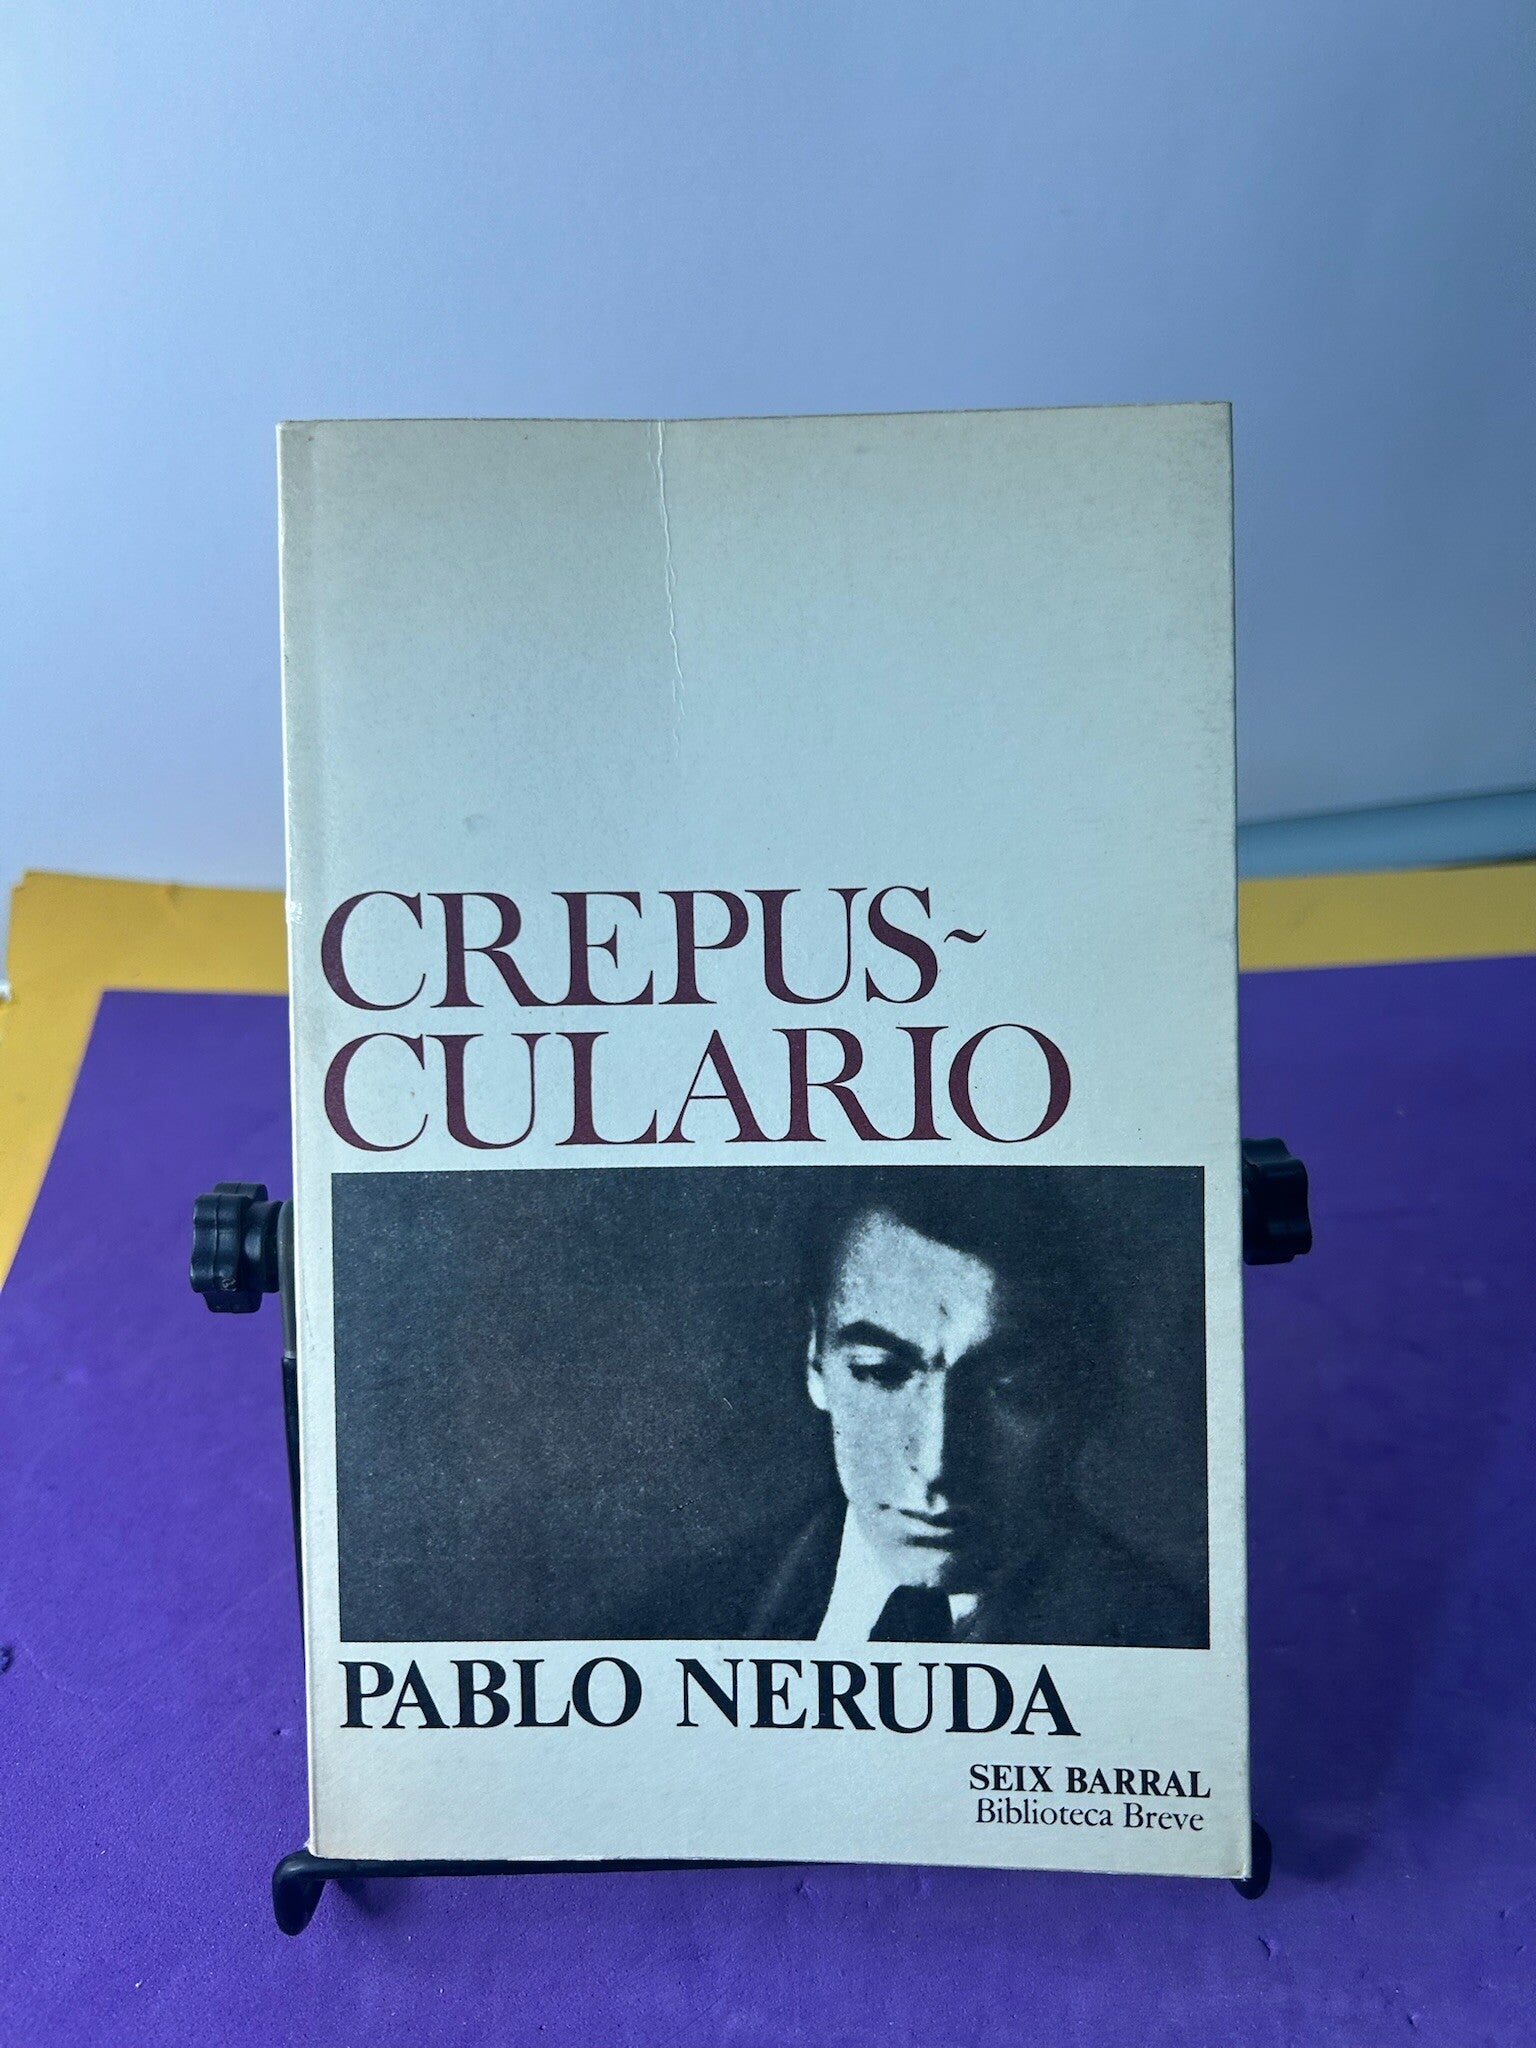 CREPUS~
CULARIO
PABLO NERUDA
SEIX BARRAL
Biblioteca Breve